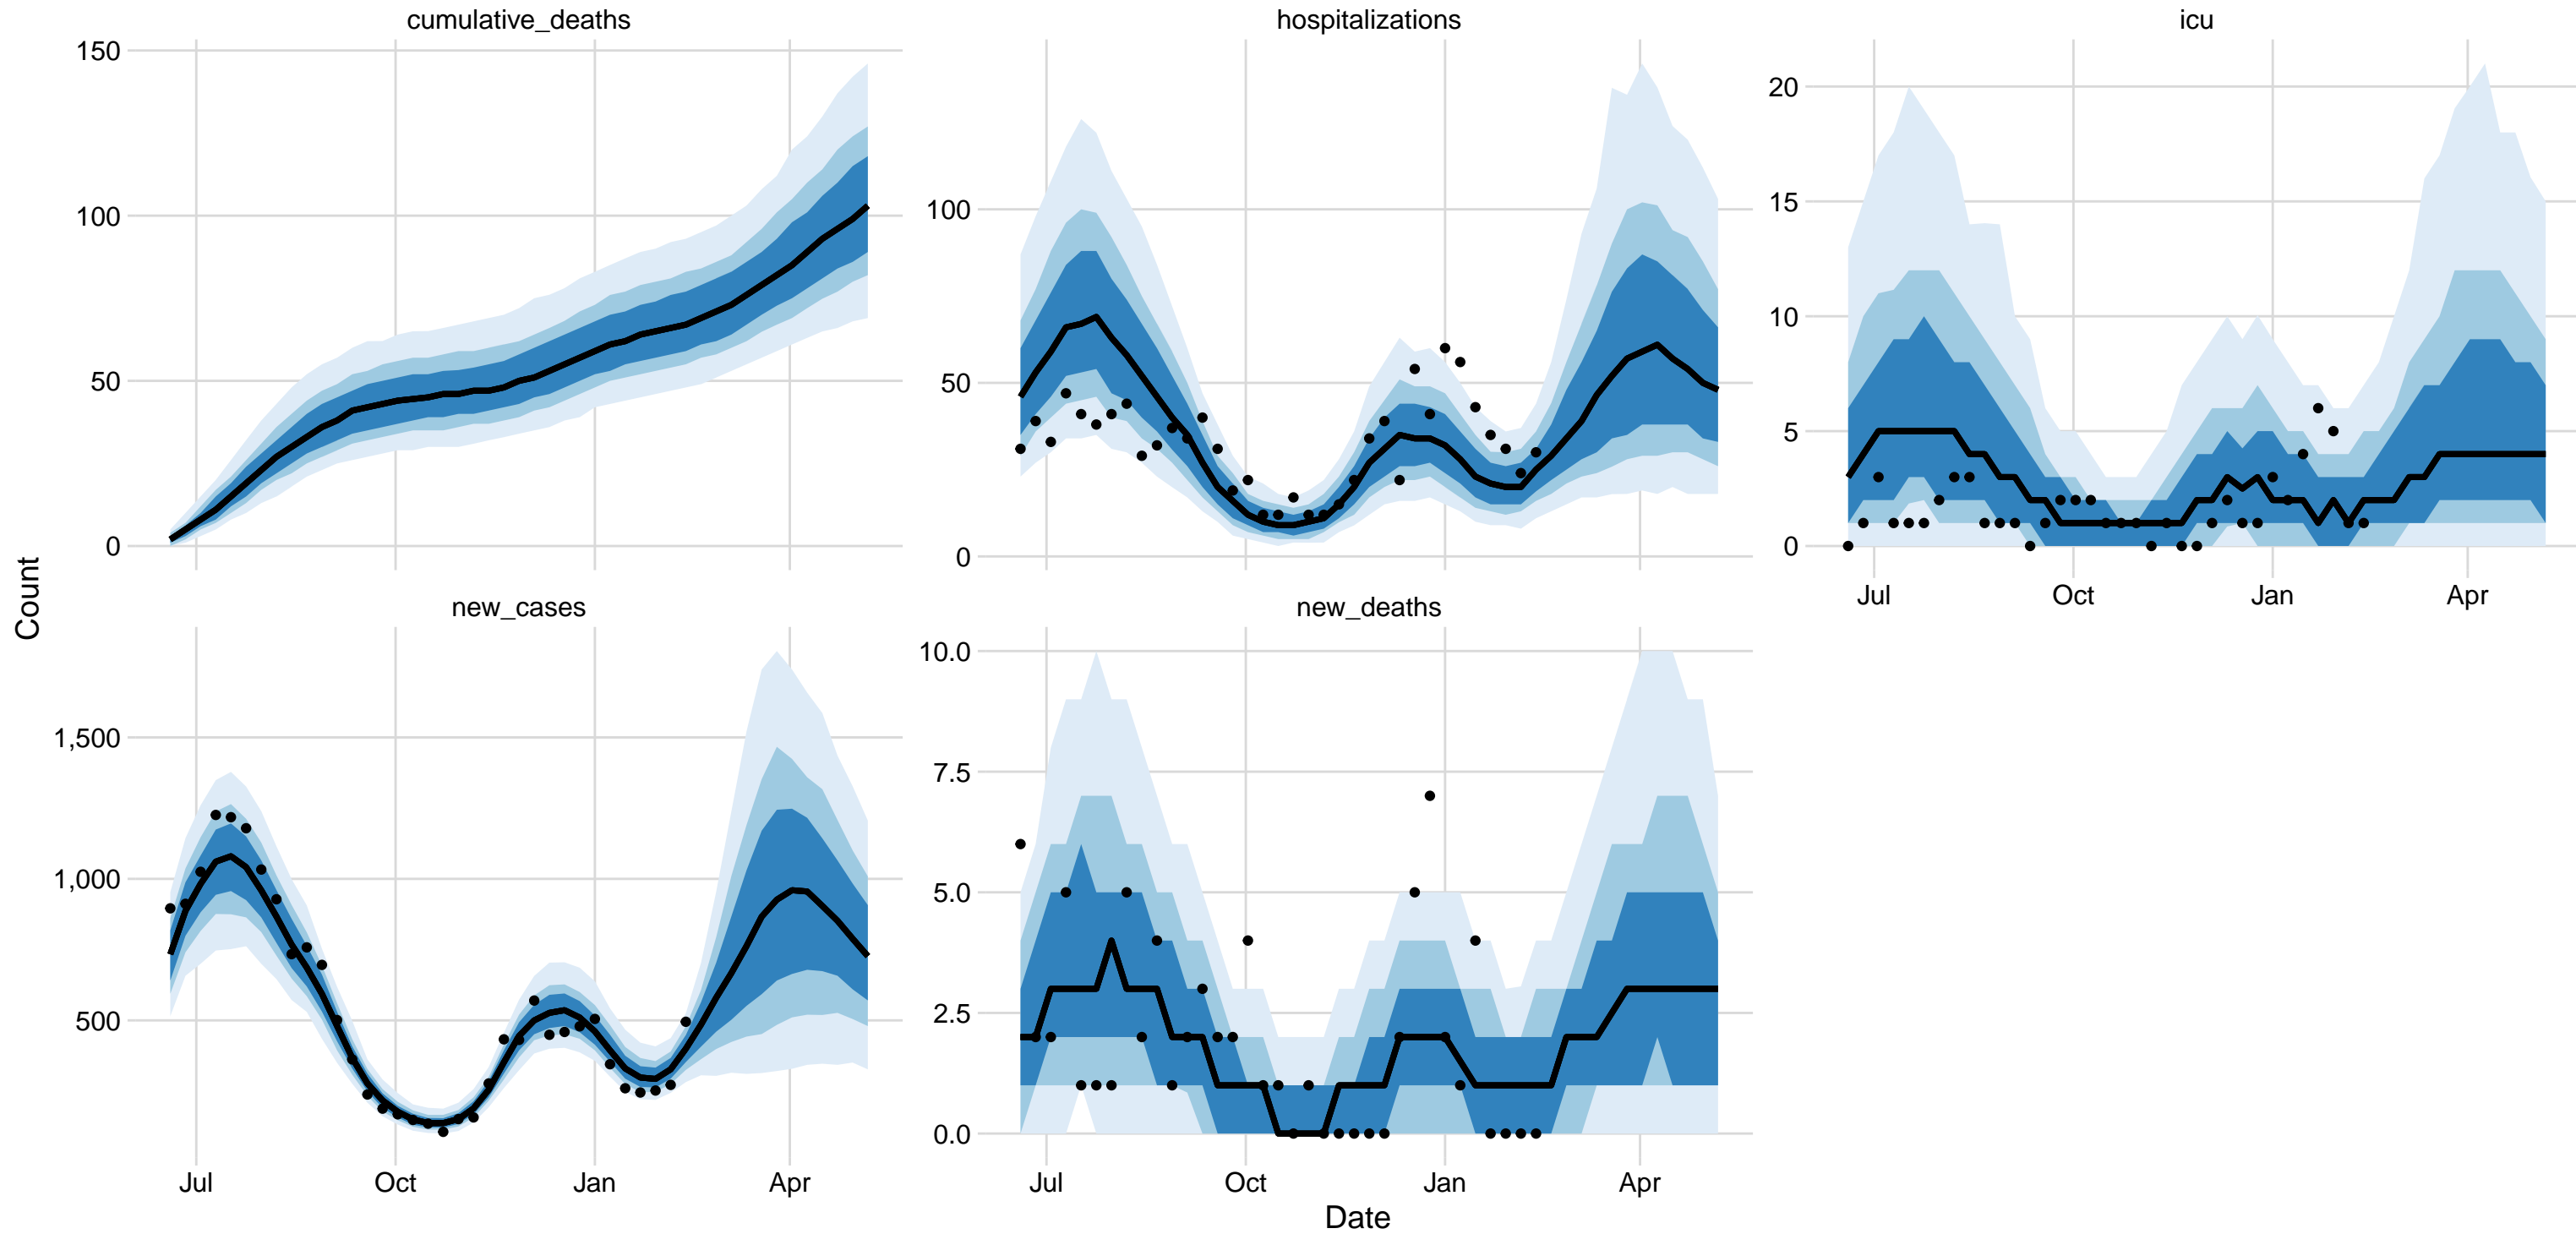 cumulative_deaths
150
100
50
0
hospitalizations
100
50
0
icu
20
15
10
5
0
Jul Oct Jan Apr
Count
new_cases
1,500
1,000
500
Jul Oct Jan Apr
new_deaths
10.0
7.5
5.0
2.5
0.0
Jul Oct Jan Apr
Date